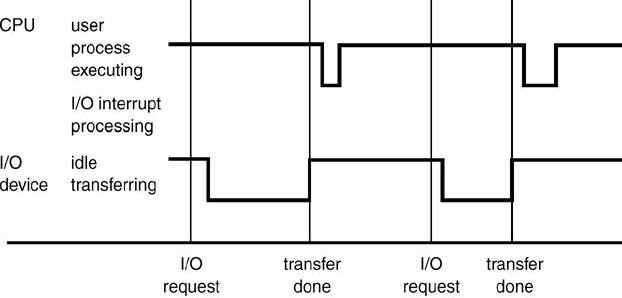 CPU user
process
executing
I/O interrupt
processing
I/O idle
device transferring
I/O transfer I/O transfer
request done request done